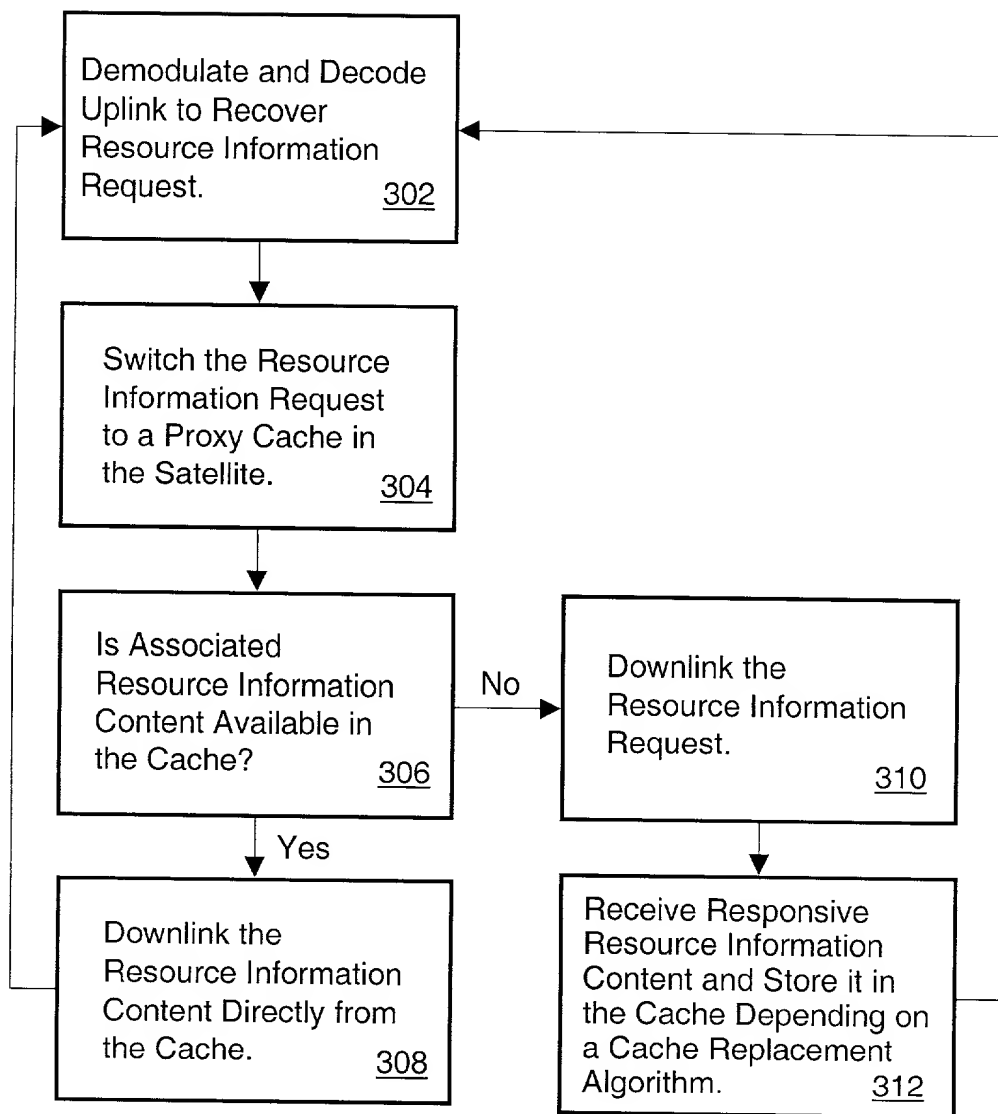 Demodulate and Decode
Uplink to Recover
Resource Information
Request.
302
Switch the Resource
Information Request
to a Proxy Cache in
the Satellite.
304
Is Associated
Resource Information
Content Available in
the Cache?
306
No
Yes
Downlink the
Resource Information
Request.
310
Downlink the
Resource Information
Content Directly from
the Cache.
308
Receive Responsive
Resource Information
Content and Store it in
the Cache Depending on
a Cache Replacement
Algorithm.
312